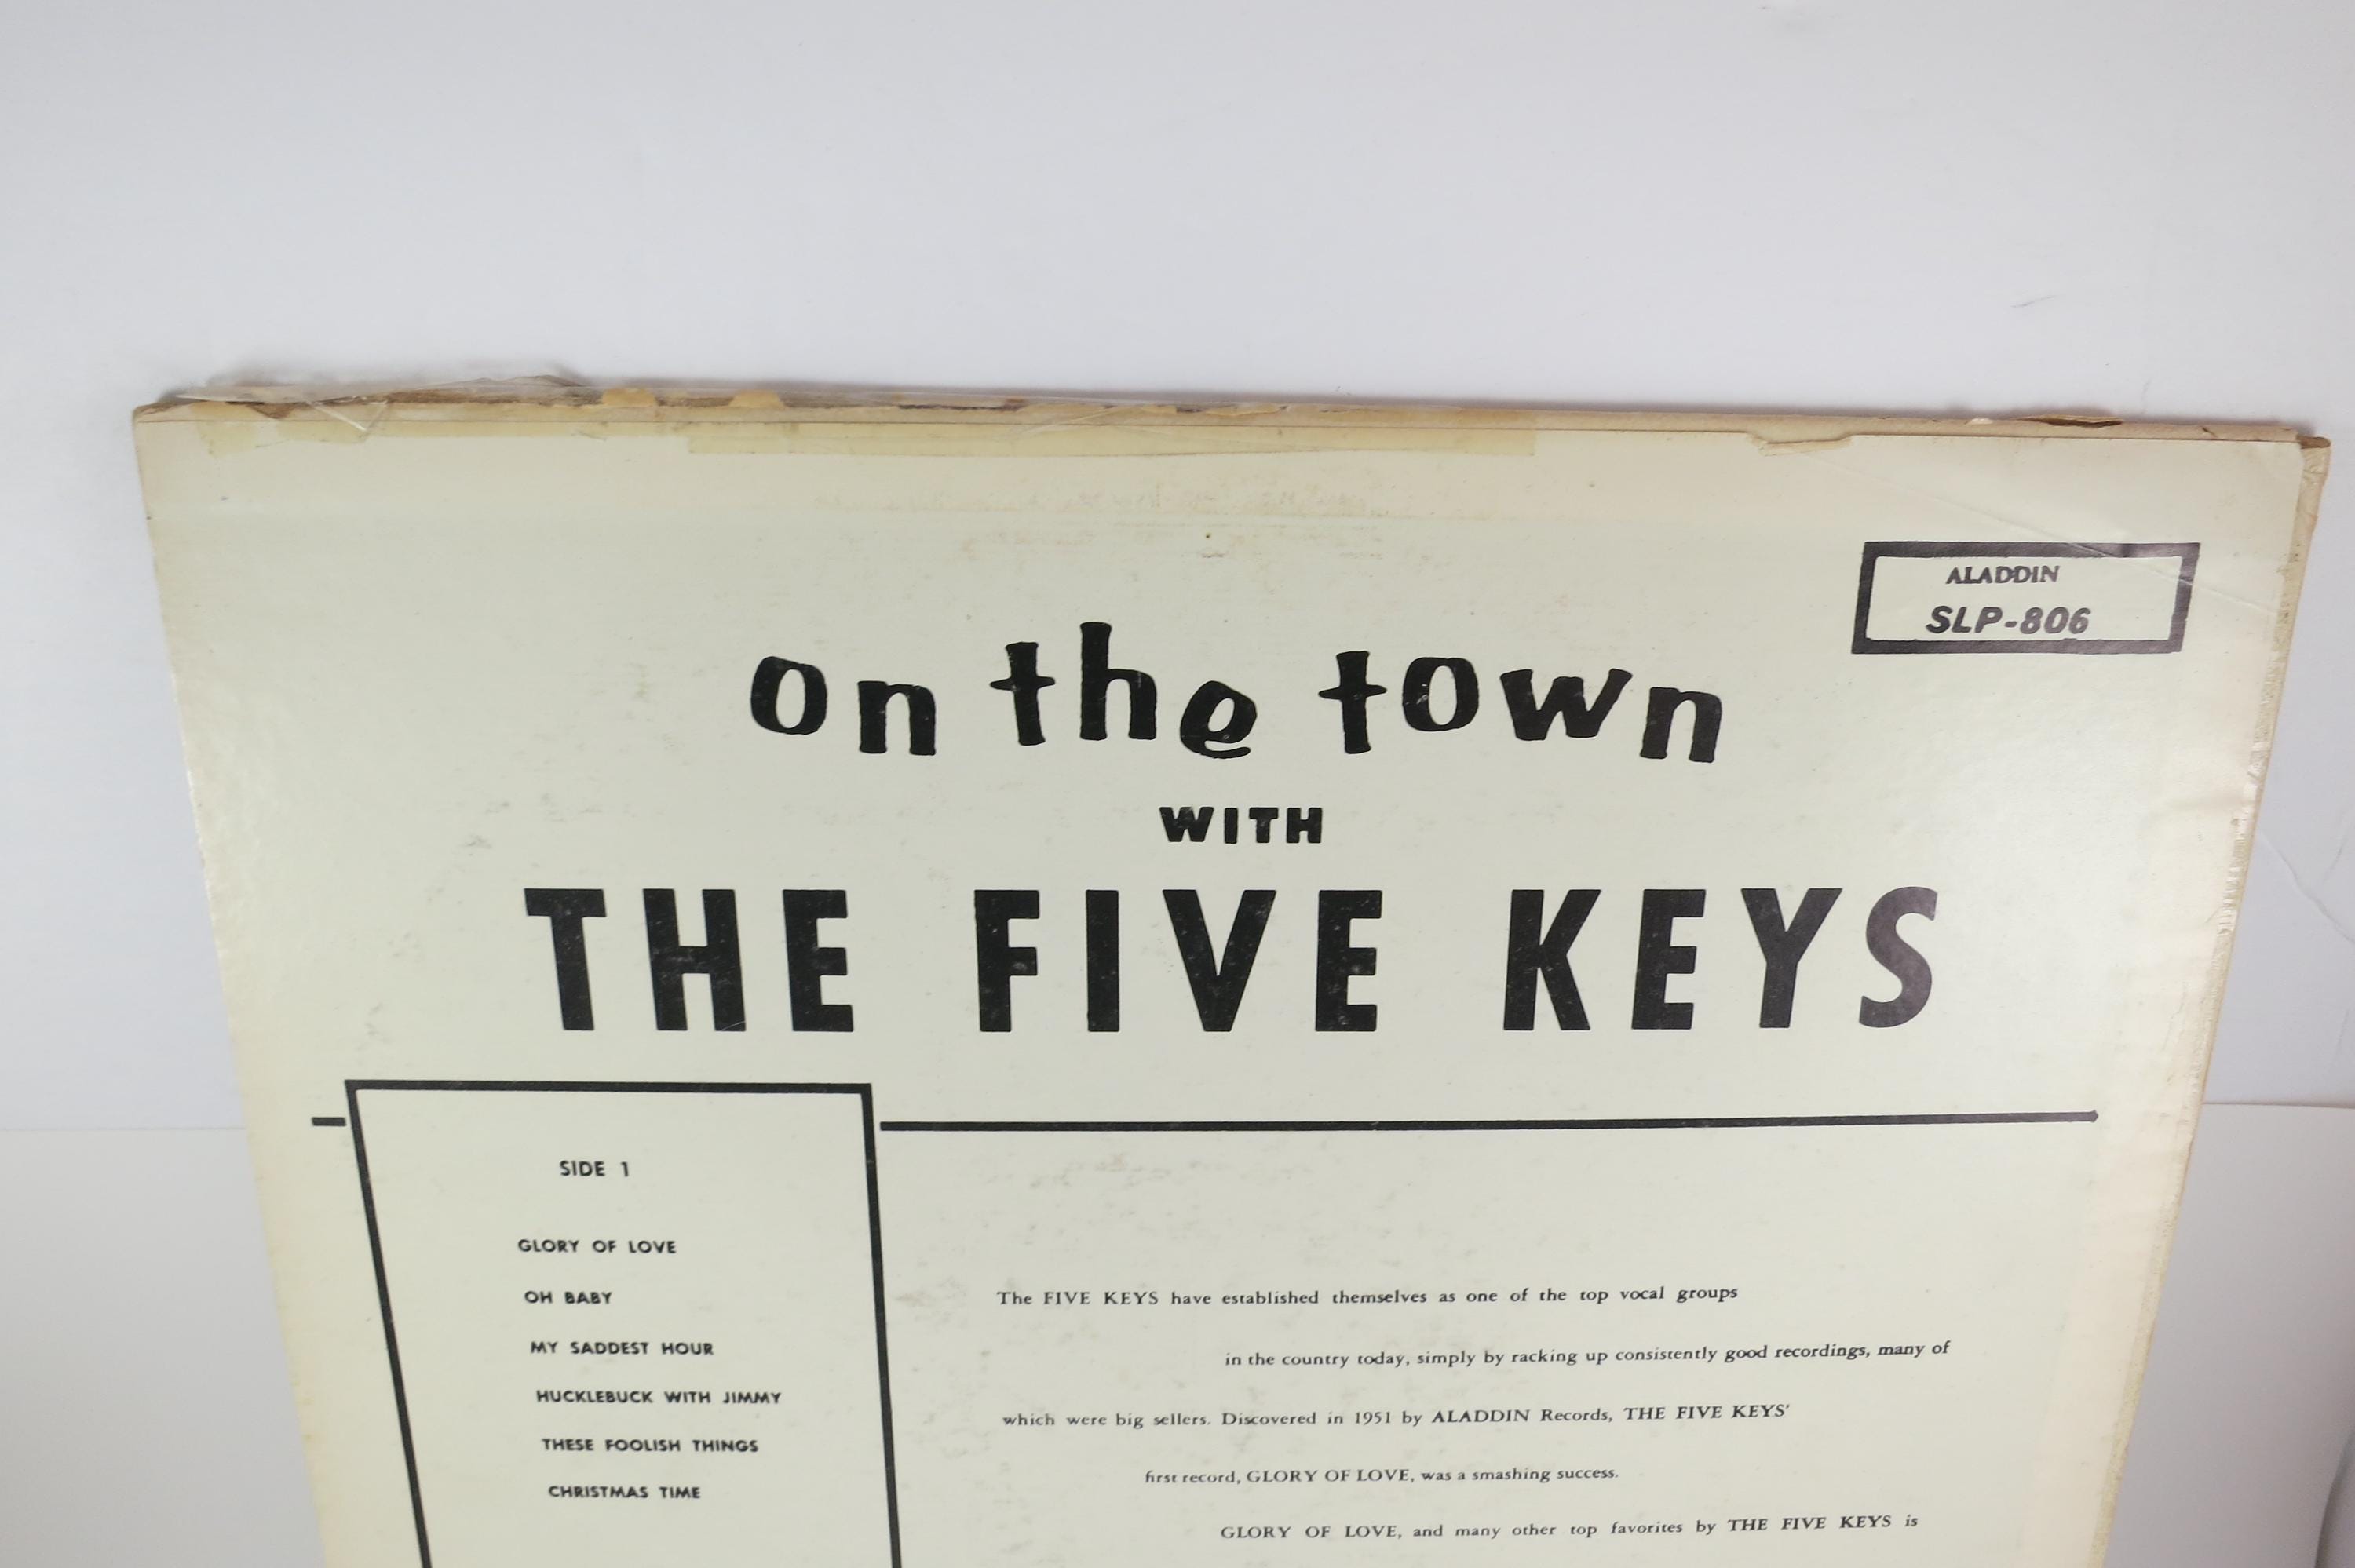 ALADDIN
SLP-806
on the town
WITH
THE FIVE KEYS
SIDE 1
GLORY OF LOVE
OH BABY
MY SADDEST HOUR
HUCKLEBUCK WITH JIMMY
THESE FOOLISH THINGS
CHRISTMAS TIME
The FIVE KEYS have established themselves as one of the top vocal groups
in the country today, simply by racking up consistently good recordings, many of
which were big sellers. Discovered in 1951 by ALADDIN Records, THE FIVE KEYS'
first record, GLORY OF LOVE, was a smashing success.
GLORY OF LOVE, and many other top favorites by THE FIVE KEYS is